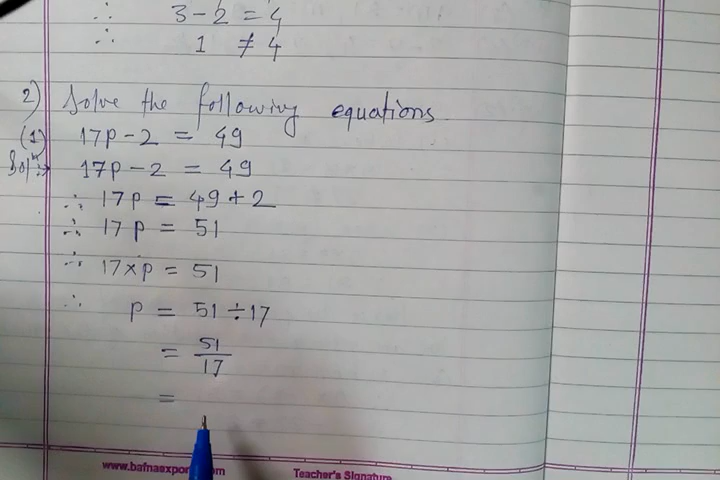 ∴ 3 - 2 = 4
∴ 1 ≠ 4
2) Solve the following equations.
(1) 17p - 2 = 49
Solⁿ:→ 17p - 2 = 49
∴ 17p = 49 + 2
∴ 17p = 51
∴ 17×p = 51
∴ p = 51 ÷ 17
= 51/17
=
Teacher's Signature